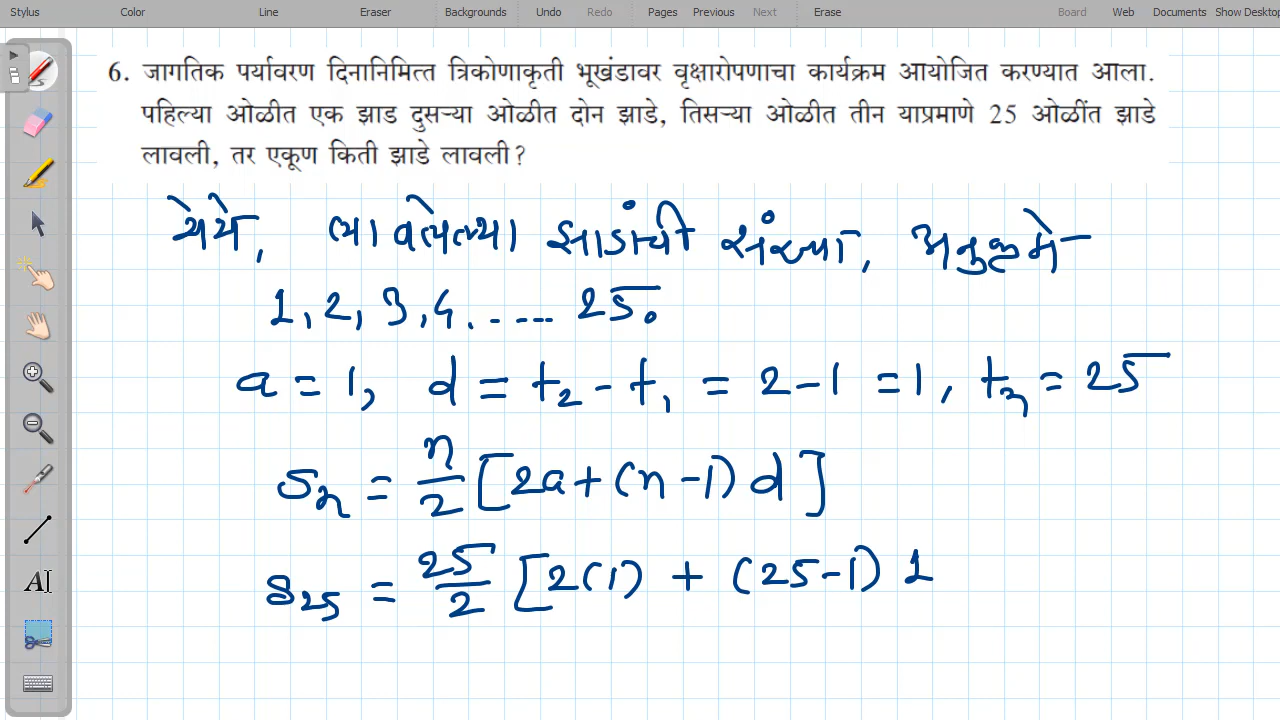 Stylus Color Line Eraser Backgrounds Undo Redo Pages Previous Next Erase Board Web Documents Show Desktop
6. जागतिक पर्यावरण दिनानिमित्त त्रिकोणाकृती भूखंडावर वृक्षारोपणाचा कार्यक्रम आयोजित करण्यात आला.
पहिल्या ओळीत एक झाड दुसऱ्या ओळीत दोन झाडे, तिसऱ्या ओळीत तीन याप्रमाणे 25 ओळींत झाडे
लावली, तर एकूण किती झाडे लावली?
येथे, लावलेल्या झाडांची संख्या, अनुक्रमे
1, 2, 3, 4, ..... 25.
a = 1, d = t₂ - t₁ = 2 - 1 = 1, tₙ = 25
Sₙ = n/2 [2a + (n - 1) d]
S₂₅ = 25/2 [2(1) + (25 - 1) 1
A